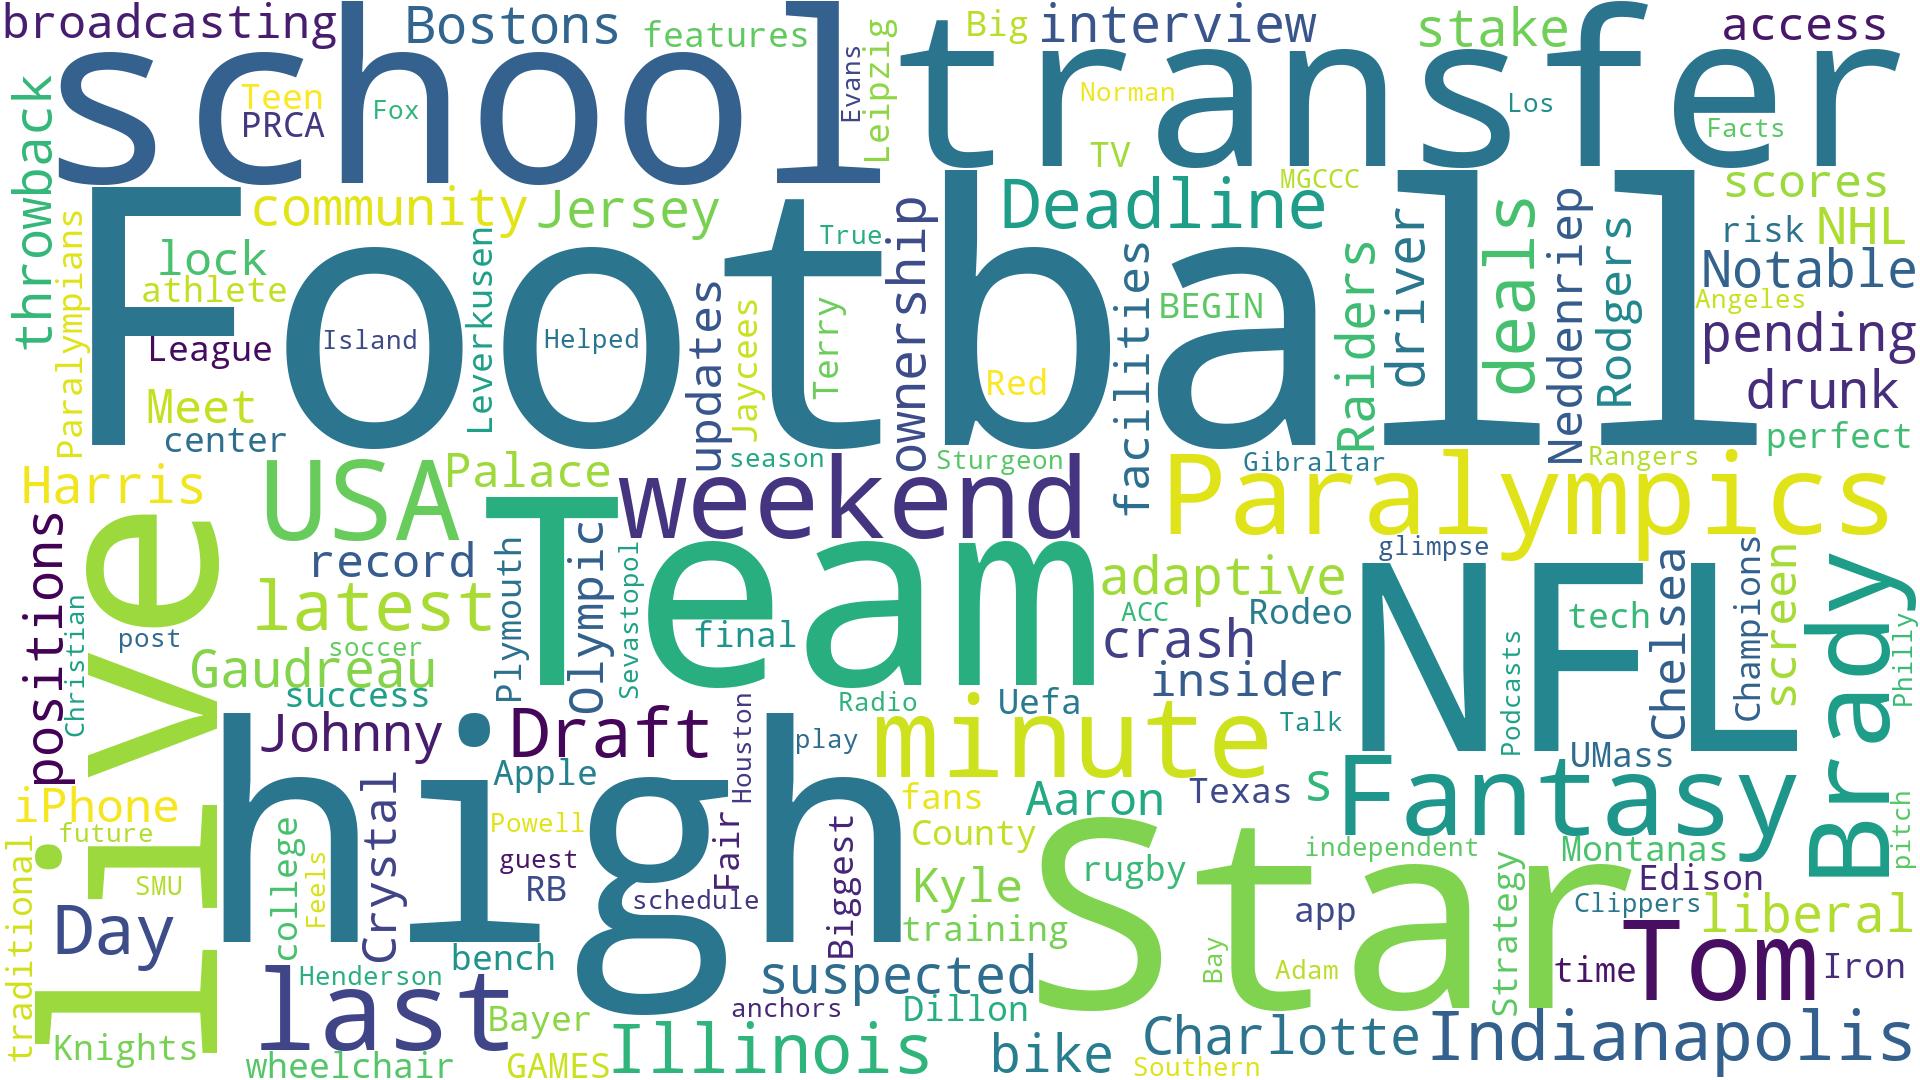 broadcasting
Bostons
features
Big
interview
stake
access
school
transfer
throwback
Teen
PRCA
Fox
Evans
Leipzig
Norman
TV
Los
Facts
MGCCC
Football
community
Jersey
Deadline
scores
Paralympians
lock
athlete
League
Island
Leverkusen
Helped
True
updates
Jaycees
Terry
ownership
Red
facilities
BEGIN
Raiders
driver
deals
Neddenriep
Rodgers
risk
NHL
Notable
Angeles
pending
drunk
perfect
Meet
center
Harris
USA
Palace
season
weekend
Sturgeon
Gibraltar
Rangers
Paralympics
positions
Live
record
latest
Plymouth
Olympic
Sevastopol
Team
final
adaptive
ACC
crash
Rodeo
insider
glimpse
NFL
tech
Chelsea
Champions
screen
Brady
Philly
Christian
post
soccer
Gaudreau
success
Radio
Uefa
Johnny
high
Draft
Houston
play
minute
Talk
Podcasts
UMass
iPhone
future
Crystal
Apple
Powell
guest
RB
Fair
schedule
Biggest
fans
County
Aaron
Texas
s
Fantasy
pitch
traditional
SMU
Day
college
Feels
Kyle
training
Star
rugby
independent
Montanas
Edison
Clippers
liberal
app
Strategy
Bay
Adam
time
Tom
Iron
last
Henderson
bench
suspected
anchors
Dillon
Knights
wheelchair
Bayer
GAMES
Illinois
bike
Charlotte
Southern
Indianapolis